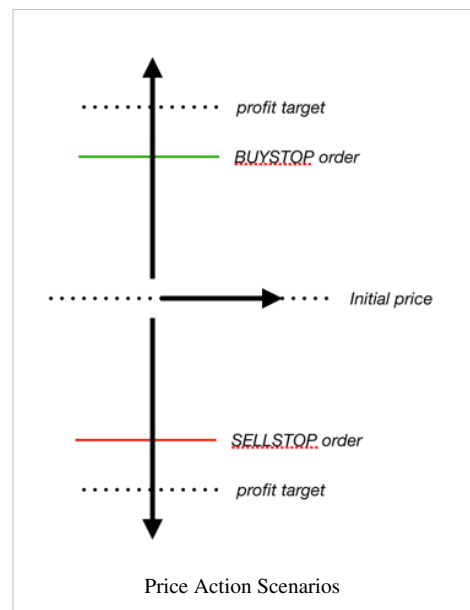 profit target
BUYSTOP order
Initial price
SELLSTOP order
profit target
Price Action Scenarios